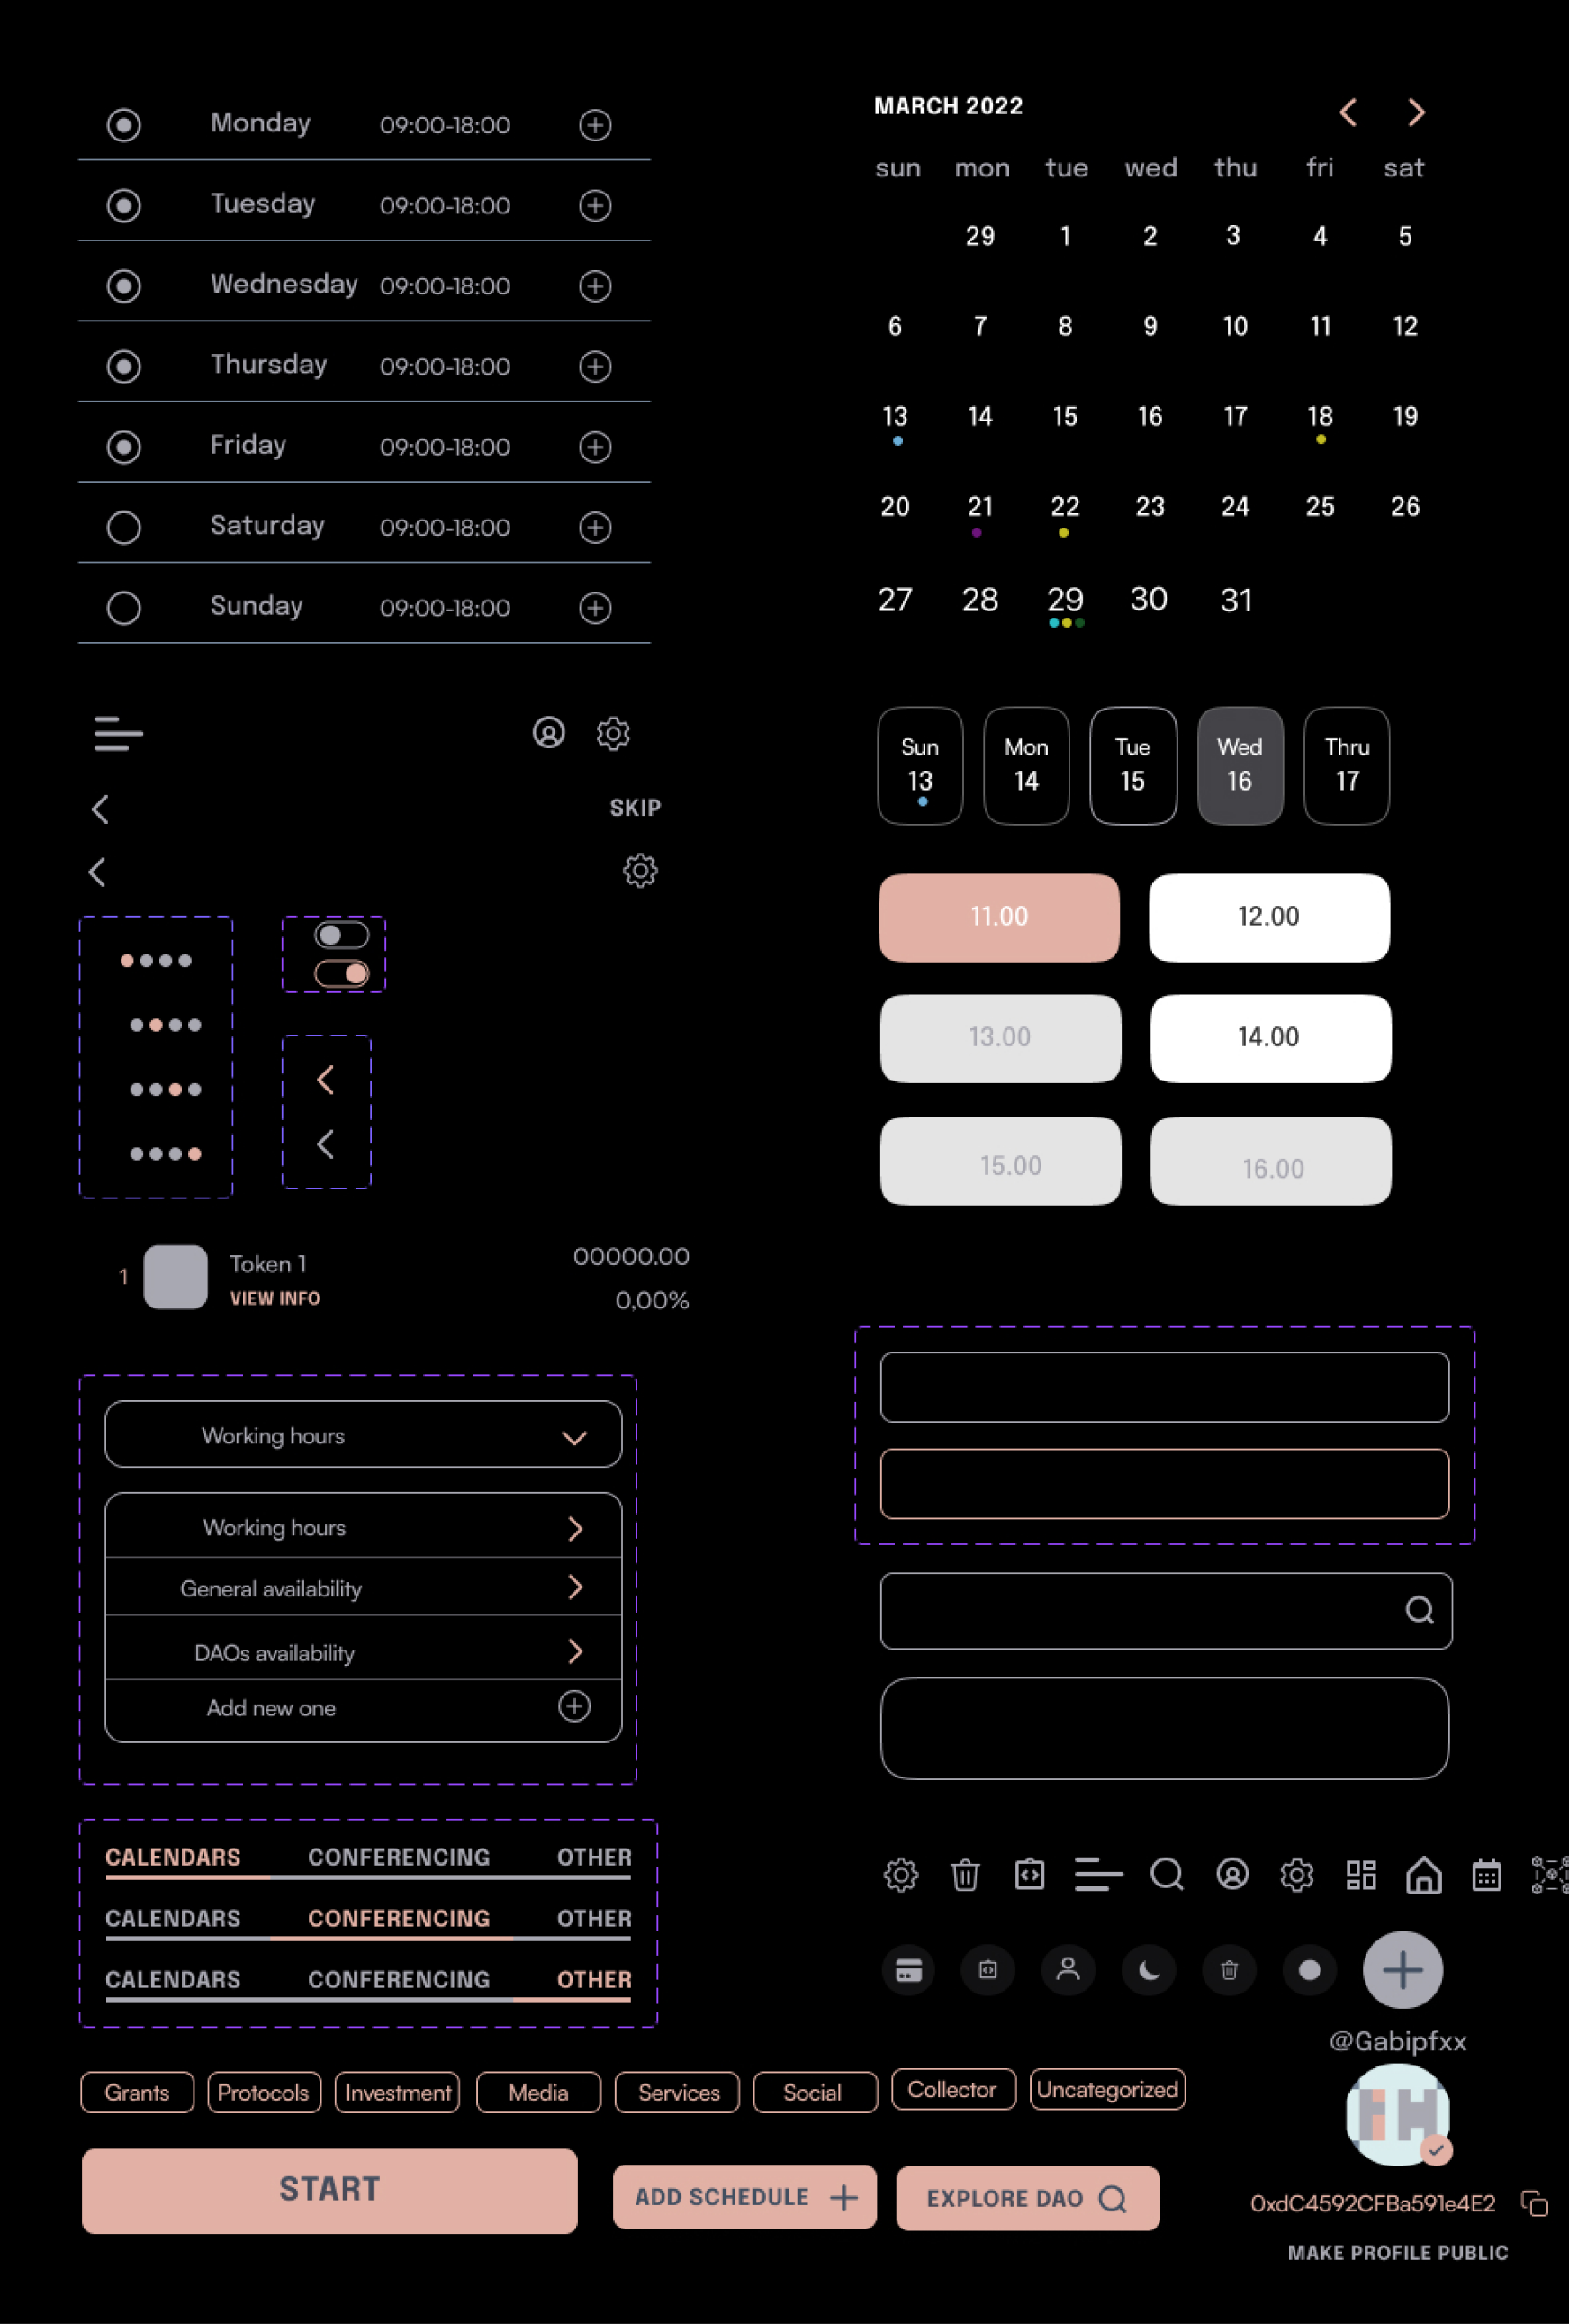 Monday 09:00-18:00
Tuesday 09:00-18:00
Wednesday 09:00-18:00
Thursday 09:00-18:00
Friday 09:00-18:00
Saturday 09:00-18:00
Sunday 09:00-18:00
MARCH 2022
sun mon tue wed thu fri sat
29 1 2 3 4 5
6 7 8 9 10 11 12
13 14 15 16 17 18 19
20 21 22 23 24 25 26
27 28 29 30 31
SKIP
Sun Mon Tue Wed Thru
13 14 15 16 17
11.00 12.00
13.00 14.00
15.00 16.00
1 Token 1 00000.00
VIEW INFO 0,00%
Working hours
Working hours
General availability
DAOs availability
Add new one
CALENDARS CONFERENCING OTHER
CALENDARS CONFERENCING OTHER
CALENDARS CONFERENCING OTHER
@Gabipfxx
Grants Protocols Investment Media Services Social Collector Uncategorized
START ADD SCHEDULE EXPLORE DAO
0xdC4592CFBa591e4E2
MAKE PROFILE PUBLIC